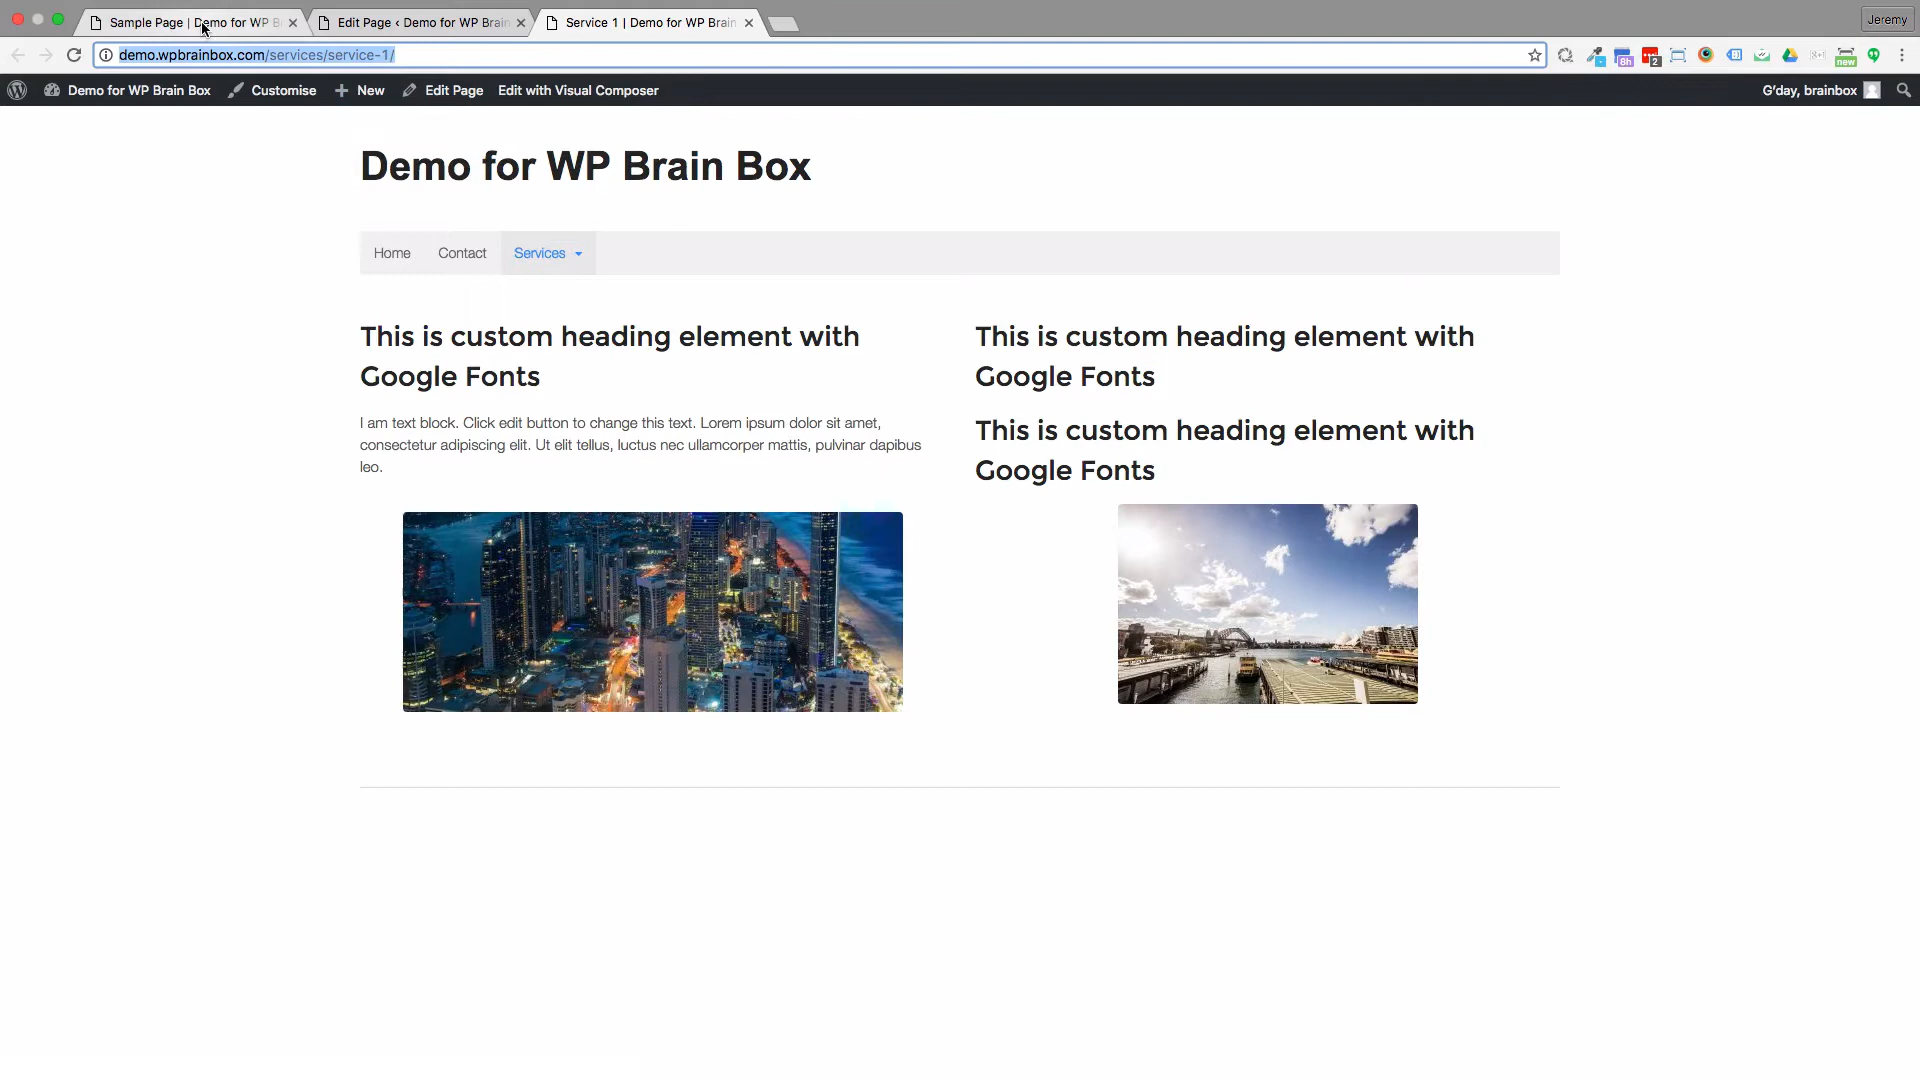 Sample Page | Demo for WP B
Edit Page ‹ Demo for WP Brain
Service 1 | Demo for WP Brain
Jeremy
demo.wpbrainbox.com/services/service-1/
8h
2
new
Demo for WP Brain Box
Customise
New
Edit Page
Edit with Visual Composer
G'day, brainbox
Demo for WP Brain Box
Home
Contact
Services
This is custom heading element with
Google Fonts
I am text block. Click edit button to change this text. Lorem ipsum dolor sit amet,
consectetur adipiscing elit. Ut elit tellus, luctus nec ullamcorper mattis, pulvinar dapibus
leo.
This is custom heading element with
Google Fonts
This is custom heading element with
Google Fonts